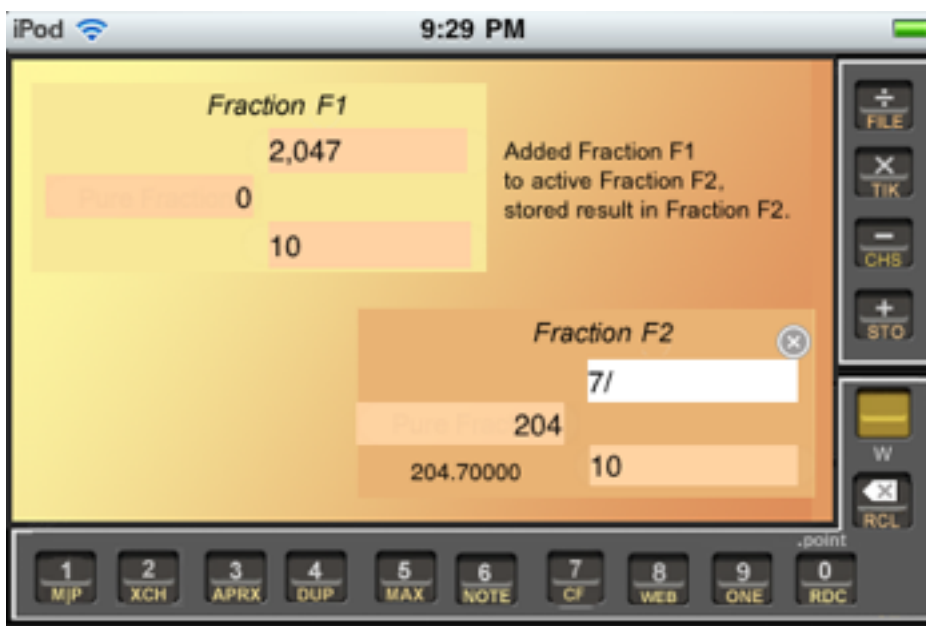 iPod 9:29 PM
Fraction F1
2,047
Pure Fraction 0
10
Added Fraction F1
to active Fraction F2,
stored result in Fraction F2.
Fraction F2
7/
204
204.70000
10
÷
FILE
×
TIK
−
CHS
+
STO
W
RCL
.point
1 2 3 4 5 6 7 8 9 0
M|P XCH APRX DUP MAX NOTE CF WEB ONE RDC